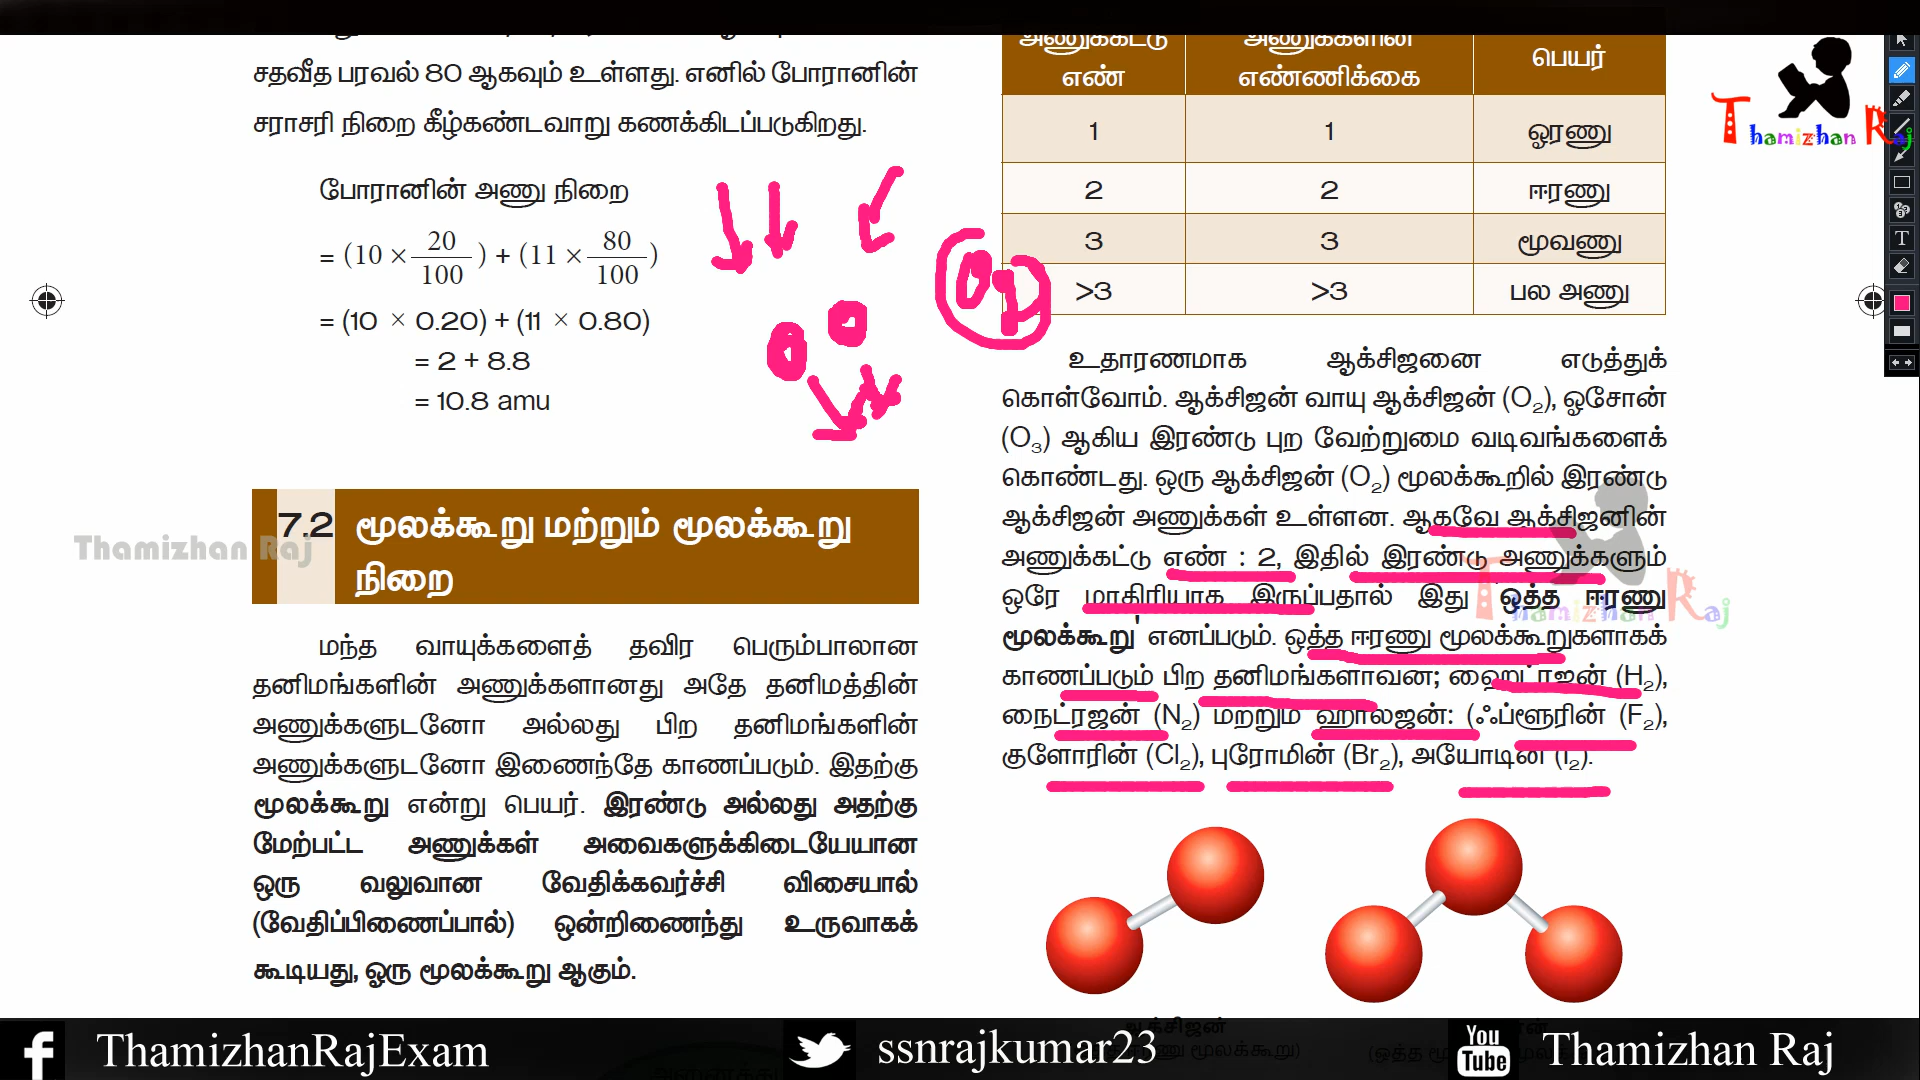 சதவீத பரவல் 80 ஆகவும் உள்ளது. எனில் போரானின்
சராசரி நிறை கீழ்கண்டவாறு கணக்கிடப்படுகிறது.
போரானின் அணு நிறை
= (10 × 20/100 ) + (11 × 80/100 )
= (10 × 0.20) + (11 × 0.80)
= 2 + 8.8
= 10.8 amu
7.2 மூலக்கூறு மற்றும் மூலக்கூறு
நிறை
மந்த வாயுக்களைத் தவிர பெரும்பாலான
தனிமங்களின் அணுக்களானது அதே தனிமத்தின்
அணுக்களுடனோ அல்லது பிற தனிமங்களின்
அணுக்களுடனோ இணைந்தே காணப்படும். இதற்கு
மூலக்கூறு என்று பெயர். இரண்டு அல்லது அதற்கு
மேற்பட்ட அணுக்கள் அவைகளுக்கிடையேயான
ஒரு வலுவான வேதிக்கவர்ச்சி விசையால்
(வேதிப்பிணைப்பால்) ஒன்றிணைந்து உருவாகக்
கூடியது, ஒரு மூலக்கூறு ஆகும்.
அணுக்கட்டு அணுக்களின் பெயர்
எண் எண்ணிக்கை
1 1 ஓரணு
2 2 ஈரணு
3 3 மூவணு
>3 >3 பல அணு
உதாரணமாக ஆக்சிஜனை எடுத்துக்
கொள்வோம். ஆக்சிஜன் வாயு ஆக்சிஜன் (O₂), ஓசோன்
(O₃) ஆகிய இரண்டு புற வேற்றுமை வடிவங்களைக்
கொண்டது. ஒரு ஆக்சிஜன் (O₂) மூலக்கூறில் இரண்டு
ஆக்சிஜன் அணுக்கள் உள்ளன. ஆகவே ஆக்சிஜனின்
அணுக்கட்டு எண் : 2, இதில் இரண்டு அணுக்களும்
ஒரே மாதிரியாக இருப்பதால் இது 'ஒத்த ஈரணு
மூலக்கூறு' எனப்படும். ஒத்த ஈரணு மூலக்கூறுகளாகக்
காணப்படும் பிற தனிமங்களாவன; ஹைட்ரஜன் (H₂),
நைட்ரஜன் (N₂) மற்றும் ஹாலஜன்: (ஃப்ளூரின் (F₂),
குளோரின் (Cl₂), புரோமின் (Br₂), அயோடின் (I₂).
Thamizhan Raj
Thamizhan Raj
Thamizhan Raj
ThamizhanRajExam
ssnrajkumar23
You Tube
Thamizhan Raj